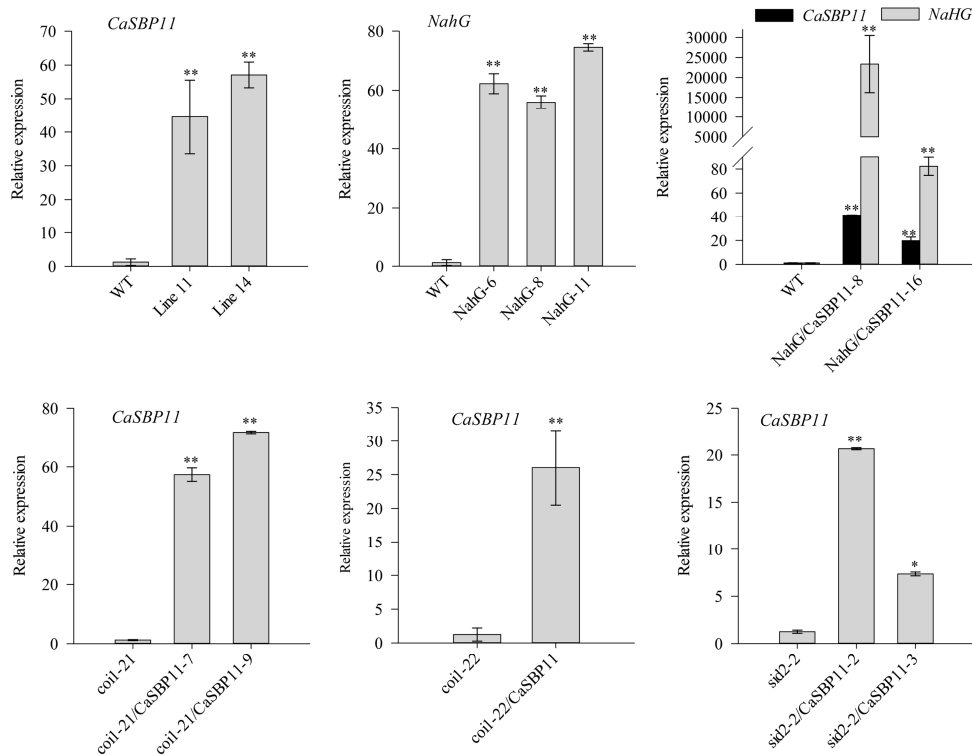 CaSBP11
Relative expression
70
60
50
40
30
20
10
0
**
**
WT
Line 11
Line 14
NahG
Relative expression
80
60
40
20
0
**
**
**
WT
NahG-6
NahG-8
NahG-11
CaSBP11 NaHG
Relative expression
30000
25000
20000
15000
10000
5000
80
60
40
20
0
**
**
**
**
WT
NahG/CaSBP11-8
NahG/CaSBP11-16
CaSBP11
Relative expression
80
60
40
20
0
**
**
coi1-21
coi1-21/CaSBP11-7
coi1-21/CaSBP11-9
CaSBP11
Relative expression
35
30
25
20
15
10
5
0
**
coi1-22
coi1-22/CaSBP11
CaSBP11
Relative expression
25
20
15
10
5
0
**
*
sid2-2
sid2-2/CaSBP11-2
sid2-2/CaSBP11-3